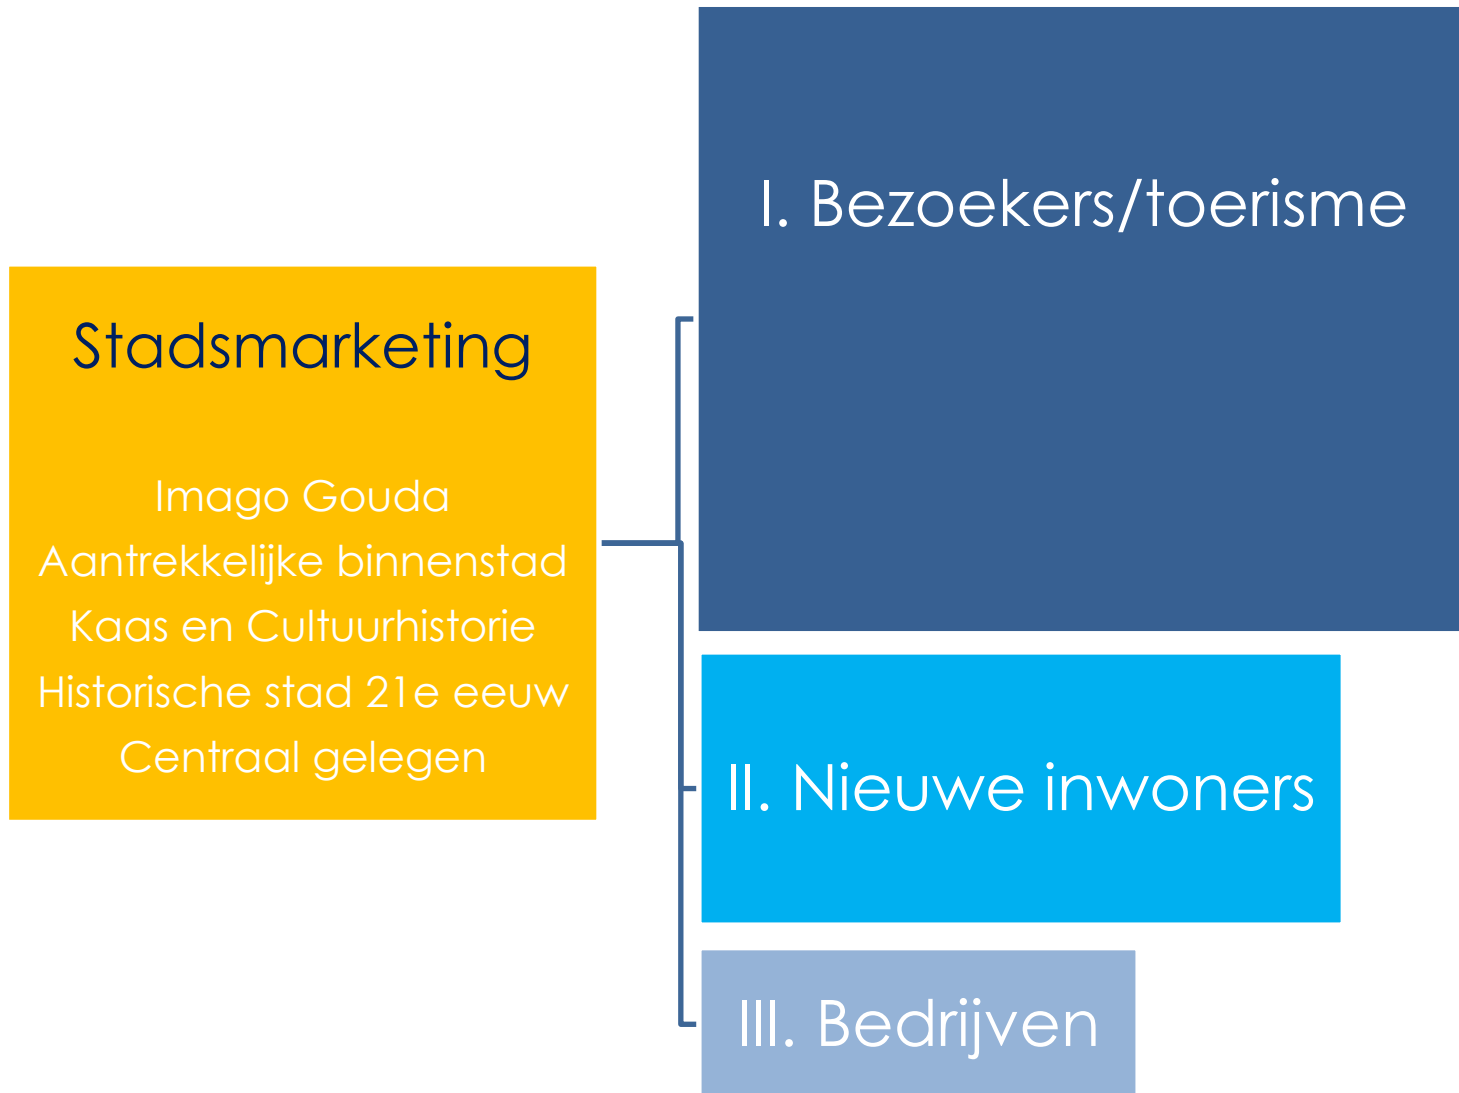 Stadsmarketing
Imago Gouda
Aantrekkelijke binnenstad
Kaas en Cultuurhistorie
Historische stad 21e eeuw
Centraal gelegen
I. Bezoekers/toerisme
II. Nieuwe inwoners
III. Bedrijven